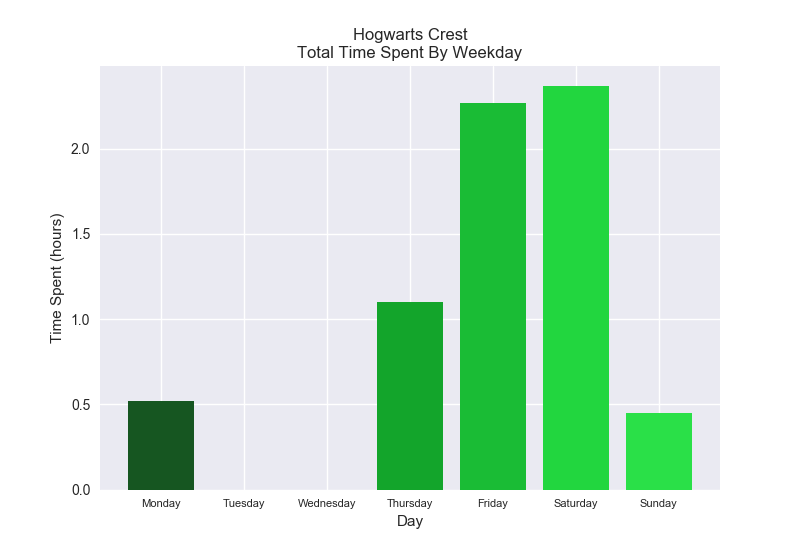 Hogwarts Crest
Total Time Spent By Weekday
Time Spent (hours)
2.0
1.5
1.0
0.5
0.0
Monday Tuesday Wednesday Thursday Friday Saturday Sunday
Day